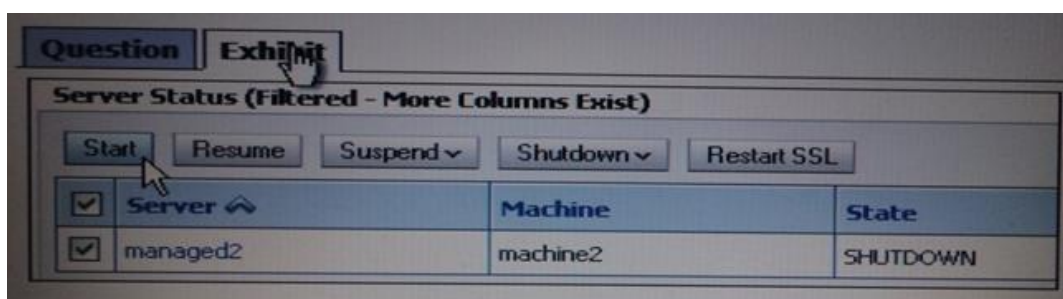 Question Exhibit
Server Status (Filtered - More Columns Exist)
Start Resume Suspend Shutdown Restart SSL
Server Machine State
managed2 machine2 SHUTDOWN